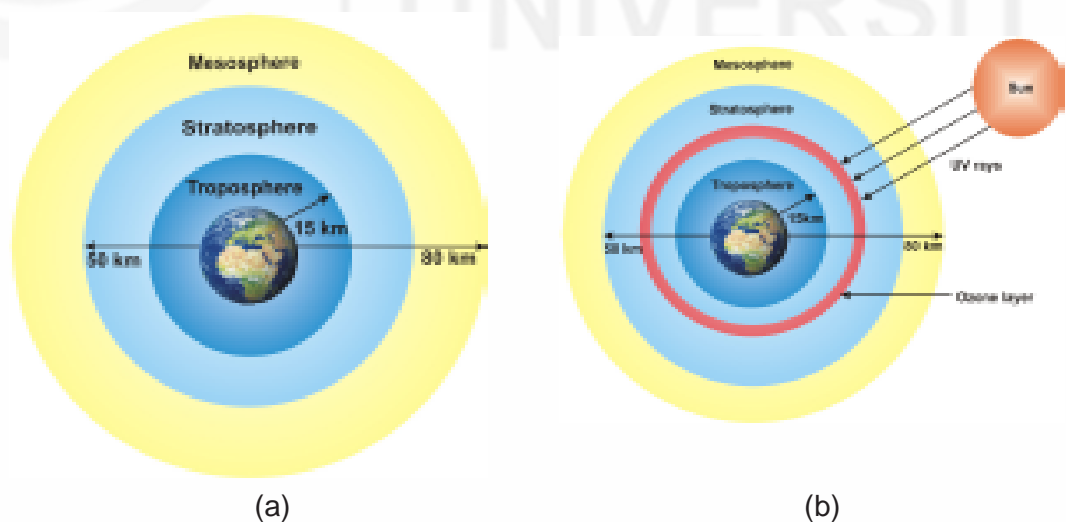 UNIVERSIT
Mesosphere
Stratosphere
Troposphere
15 km
50 km
80 km
(a)
Mesosphere
Sun
Stratosphere
UV rays
Troposphere
15km
50 km
80 km
Ozone layer
(b)